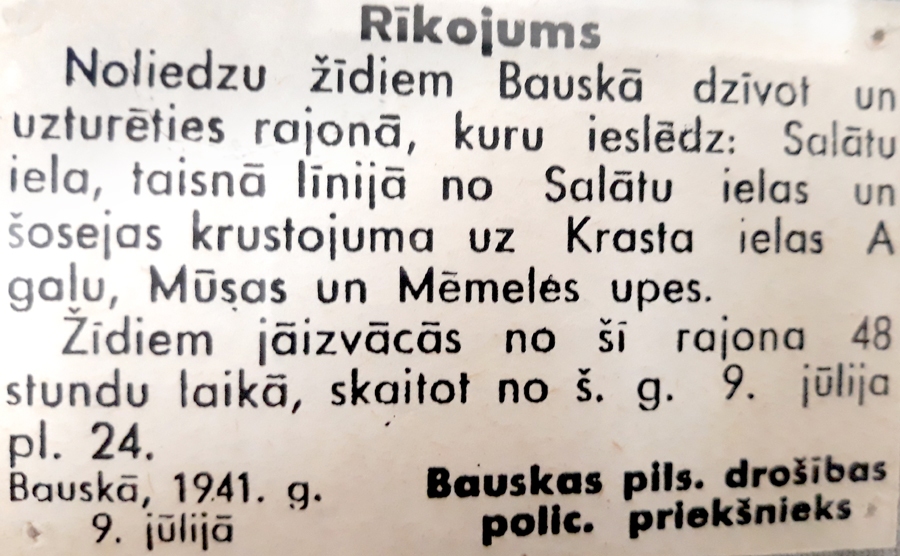 Rīkojums
Noliedzu žīdiem Bauskā dzīvot un
uzturēties rajonā, kuru ieslēdz: Salātu
iela, taisnā līnijā no Salātu ielas un
šosejas krustojuma uz Krasta ielas A
gaļu, Mūsas un Mēmelės upes.
Žīdiem jāizvācās no šī rajona 48
stundu laikā, skaitot no š. g. 9. jūlija
pl. 24.
Bauskā, 1941. g.
9. jūlijā
Bauskas pils. drošības
polic. priekšnieks